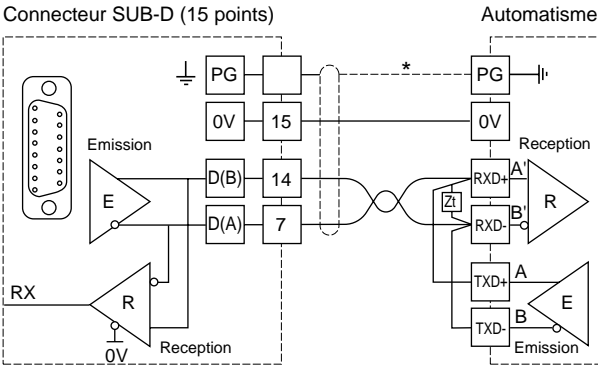 Connecteur SUB-D (15 points)
Automatisme
PG
*
PG
0V
15
0V
Emission
Reception
E
D(B)
14
RXD+
A'
Zt
R
D(A)
7
RXD-
B'
TXD+
A
RX
R
E
TXD-
B
0V
Reception
Emission